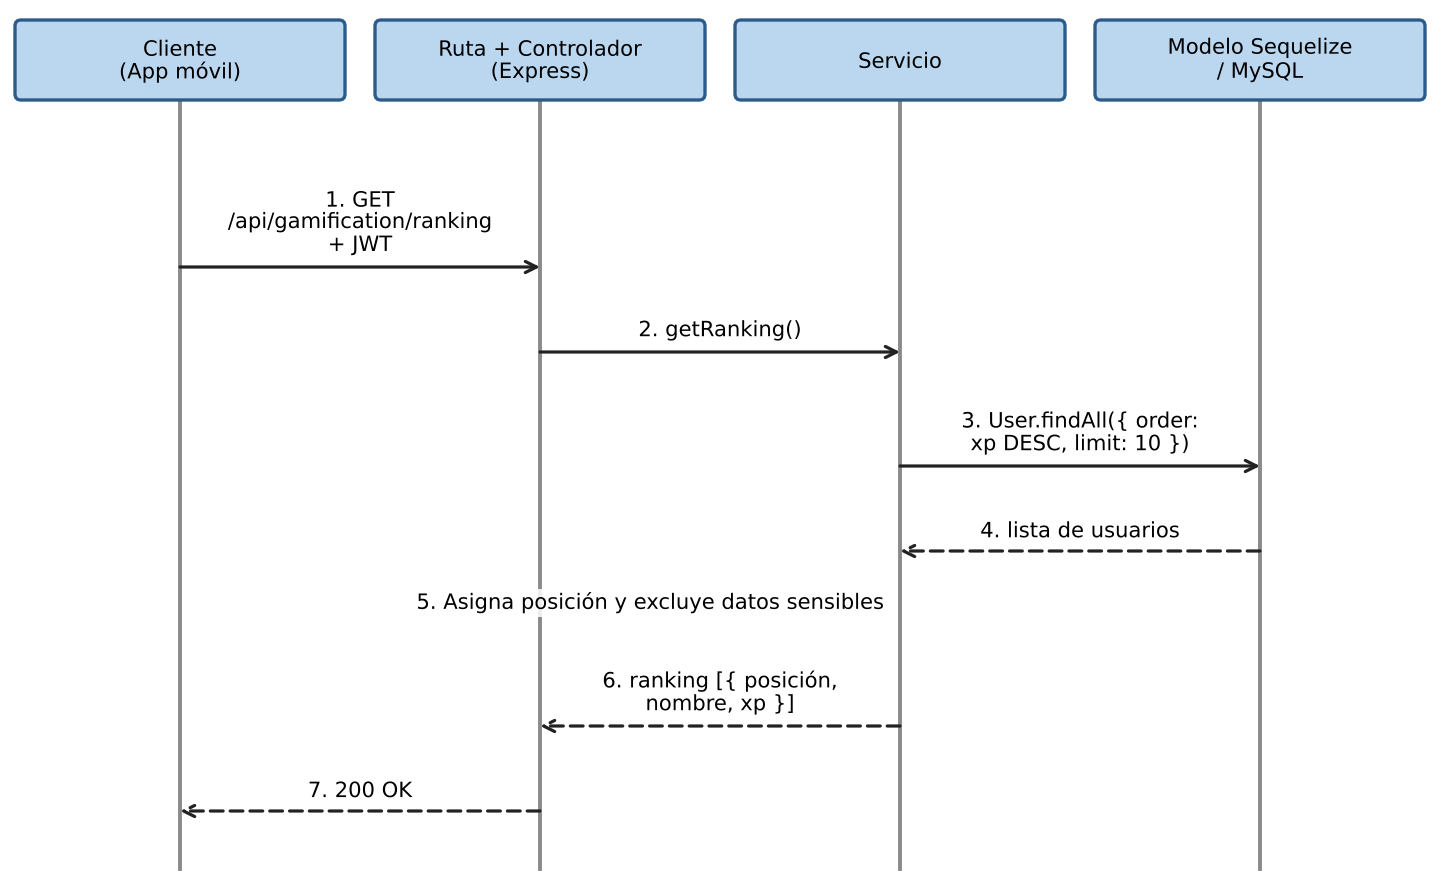 Cliente
(App móvil)
Ruta + Controlador
(Express)
Servicio
Modelo Sequelize
/ MySQL
1. GET
/api/gamification/ranking
+ JWT
2. getRanking()
3. User.findAll({ order:
xp DESC, limit: 10 })
4. lista de usuarios
5. Asigna posición y excluye datos sensibles
6. ranking [{ posición,
nombre, xp }]
7. 200 OK